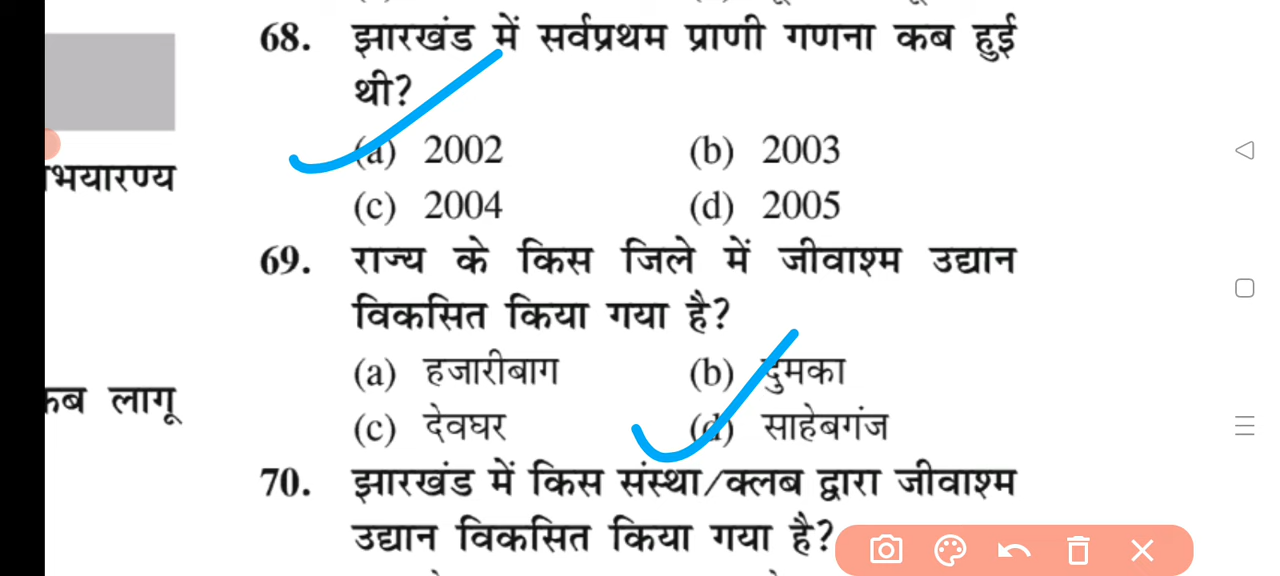 68. झारखंड में सर्वप्रथम प्राणी गणना कब हुई
थी?
(a) 2002 (b) 2003
भयारण्य
(c) 2004 (d) 2005
69. राज्य के किस जिले में जीवाश्म उद्यान
विकसित किया गया है?
(a) हजारीबाग (b) दुमका
कब लागू
(c) देवघर (d) साहेबगंज
70. झारखंड में किस संस्था/क्लब द्वारा जीवाश्म
उद्यान विकसित किया गया है?